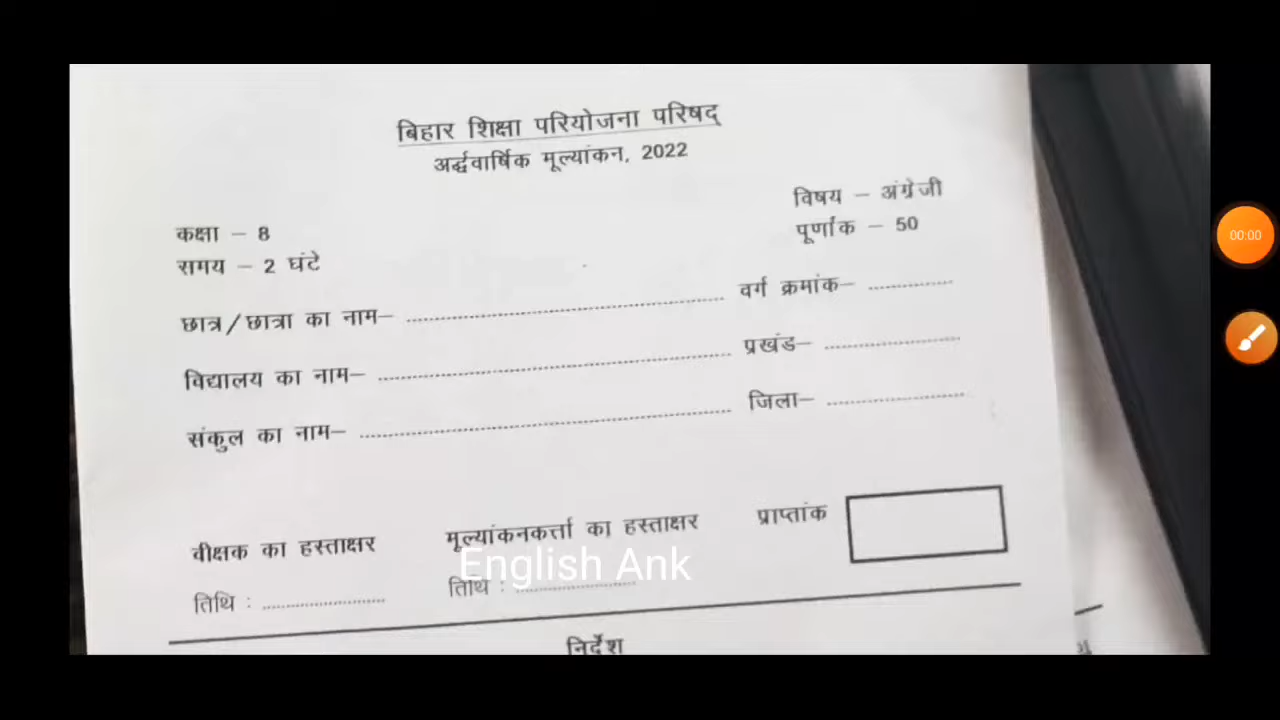 बिहार शिक्षा परियोजना परिषद्
अर्द्धवार्षिक मूल्यांकन, 2022
विषय – अंग्रेजी
कक्षा – 8
पूर्णांक – 50
समय – 2 घंटे
छात्र/छात्रा का नाम– ........................ वर्ग क्रमांक– ............
विद्यालय का नाम– ........................ प्रखंड– ............
संकुल का नाम– ........................ जिला– ............
वीक्षक का हस्ताक्षर मूल्यांकनकर्त्ता का हस्ताक्षर प्राप्तांक
English Ank
तिथि : ............ तिथि : ............
निर्देश
00:00